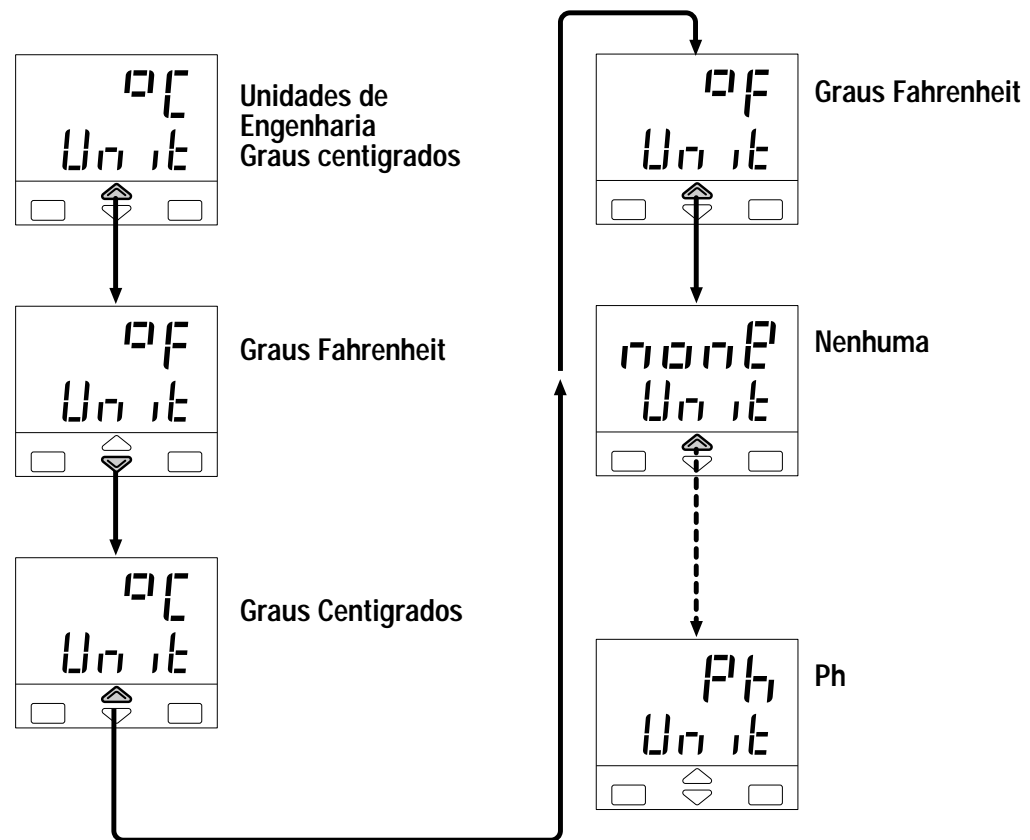 °C
Unit
Unidades de
Engenharia
Graus centigrados
°F
Unit
Graus Fahrenheit
°C
Unit
Graus Centigrados
°F
Unit
Graus Fahrenheit
nonE
Unit
Nenhuma
Ph
Unit
Ph